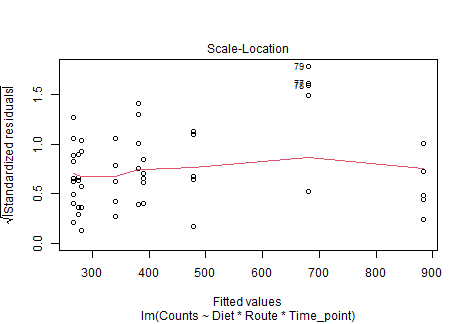 Scale-Location
√|Standardized residuals|
0.0 0.5 1.0 1.5
79
300 400 500 600 700 800 900
Fitted values
lm(Counts ~ Diet * Route * Time_point)